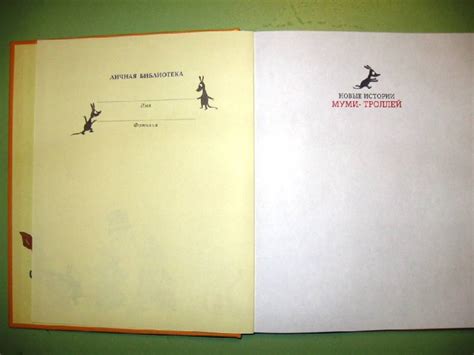 ЛИЧНАЯ БИБЛИОТЕКА
Имя
Фамилия
НОВЫЕ ИСТОРИИ
МУМИ-ТРОЛЛЕЙ